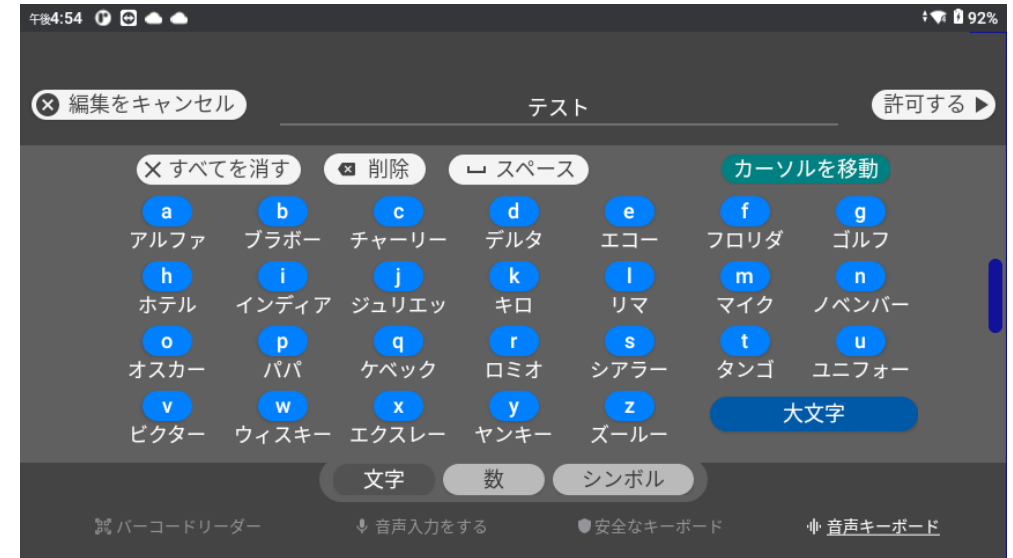 午後4:54 92%
編集をキャンセル テスト 許可する
すべてを消す 削除 スペース カーソルを移動
a b c d e f g
アルファ ブラボー チャーリー デルタ エコー フロリダ ゴルフ
h i j k l m n
ホテル インディア ジュリエッ キロ リマ マイク ノベンバー
o p q r s t u
オスカー パパ ケベック ロミオ シアラー タンゴ ユニフォー
v w x y z 大文字
ビクター ウィスキー エクスレー ヤンキー ズールー
文字 数 シンボル
バーコードリーダー 音声入力をする 安全なキーボード 音声キーボード